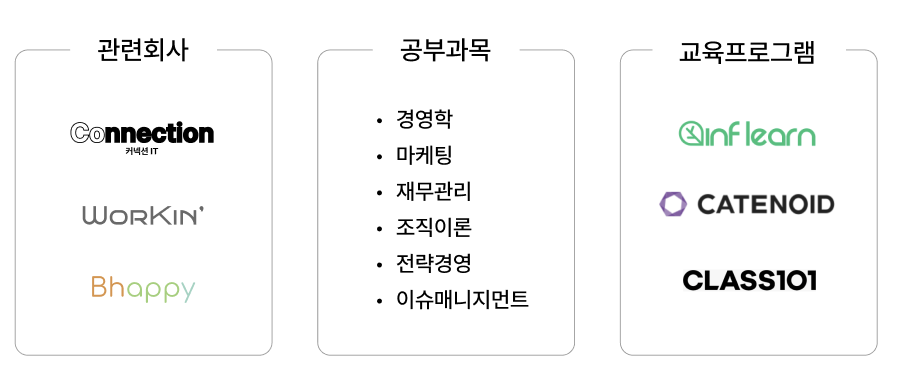 관련회사
Connection
커넥션 IT
WORKIN'
Bhappy
공부과목
• 경영학
• 마케팅
• 재무관리
• 조직이론
• 전략경영
• 이슈매니지먼트
교육프로그램
inflearn
CATENOID
CLASS101